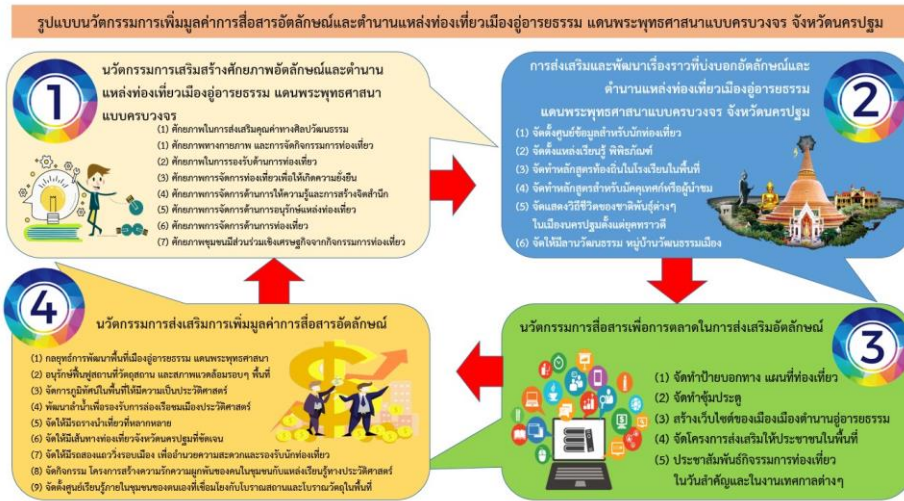 รูปแบบนวัตกรรมการเพิ่มมูลค่าการสื่อสารอัตลักษณ์และตำนานแหล่งท่องเที่ยวเมืองอู่อารยธรรม แดนพระพุทธศาสนาแบบครบวงจร จังหวัดนครปฐม
1
นวัตกรรมการเสริมสร้างศักยภาพอัตลักษณ์และตำนาน
แหล่งท่องเที่ยวเมืองอู่อารยธรรม แดนพระพุทธศาสนา
แบบครบวงจร
(1) ศักยภาพในการส่งเสริมคุณค่าทางศิลปวัฒนธรรม
(1) ศักยภาพทางกายภาพ และการจัดกิจกรรมการท่องเที่ยว
(2) ศักยภาพในการรองรับด้านการท่องเที่ยว
(3) ศักยภาพการจัดการท่องเที่ยวเพื่อให้เกิดความยั่งยืน
(4) ศักยภาพการจัดการด้านการให้ความรู้และการสร้างจิตสำนึก
(5) ศักยภาพการจัดการด้านการอนุรักษ์แหล่งท่องเที่ยว
(6) ศักยภาพการจัดการด้านการท่องเที่ยว
(7) ศักยภาพชุมชนมีส่วนร่วมเชิงเศรษฐกิจจากกิจกรรมการท่องเที่ยว
การส่งเสริมและพัฒนาเรื่องราวที่บ่งบอกอัตลักษณ์และ
ตำนานแหล่งท่องเที่ยวเมืองอู่อารยธรรม
แดนพระพุทธศาสนาแบบครบวงจร จังหวัดนครปฐม
2
(1) จัดตั้งศูนย์ข้อมูลสำหรับนักท่องเที่ยว
(2) จัดตั้งแหล่งเรียนรู้ พิพิธภัณฑ์
(3) จัดทำหลักสูตรท้องถิ่นในโรงเรียนในพื้นที่
(4) จัดทำหลักสูตรสำหรับมัคคุเทศก์หรือผู้นำชม
(5) จัดแสดงวิถีชีวิตของชาติพันธุ์ต่างๆ
ในเมืองนครปฐมตั้งแต่ยุคทราวดี
(6) จัดให้มีลานวัฒนธรรม หมู่บ้านวัฒนธรรมเมือง
3
นวัตกรรมการสื่อสารเพื่อการตลาดในการส่งเสริมอัตลักษณ์
(1) จัดทำป้ายบอกทาง แผนที่ท่องเที่ยว
(2) จัดทำซุ้มประตู
(3) สร้างเว็บไซต์ของเมืองเมืองตำนานอู่อารยธรรม
(4) จัดโครงการส่งเสริมให้ประชาชนในพื้นที่
(5) ประชาสัมพันธ์กิจกรรมการท่องเที่ยว
ในวันสำคัญและในงานเทศกาลต่างๆ
4
นวัตกรรมการส่งเสริมการเพิ่มมูลค่าการสื่อสารอัตลักษณ์
(1) กลยุทธ์การพัฒนาพื้นที่เมืองอู่อารยธรรม แดนพระพุทธศาสนา
(2) อนุรักษ์ฟื้นฟูสถานที่วัตถุสถาน และสภาพแวดล้อมรอบๆ พื้นที่
(3) จัดการภูมิทัศน์ในพื้นที่ให้มีความเป็นประวัติศาสตร์
(4) พัฒนาลำน้ำเพื่อรองรับการล่องเรือชมเมืองประวัติศาสตร์
(5) จัดให้มีรถรางนำเที่ยวที่หลากหลาย
(6) จัดให้มีเส้นทางท่องเที่ยวจังหวัดนครปฐมที่ชัดเจน
(7) จัดให้มีรถสองแถววิ่งรอบเมือง เพื่ออำนวยความสะดวกและรองรับนักท่องเที่ยว
(8) จัดกิจกรรม โครงการสร้างความรักความผูกพันของคนในชุมชนกับแหล่งเรียนรู้ทางประวัติศาสตร์
(9) จัดตั้งศูนย์เรียนรู้ภายในชุมชนของตนเองที่เชื่อมโยงกับโบราณสถานและโบราณวัตถุในพื้นที่